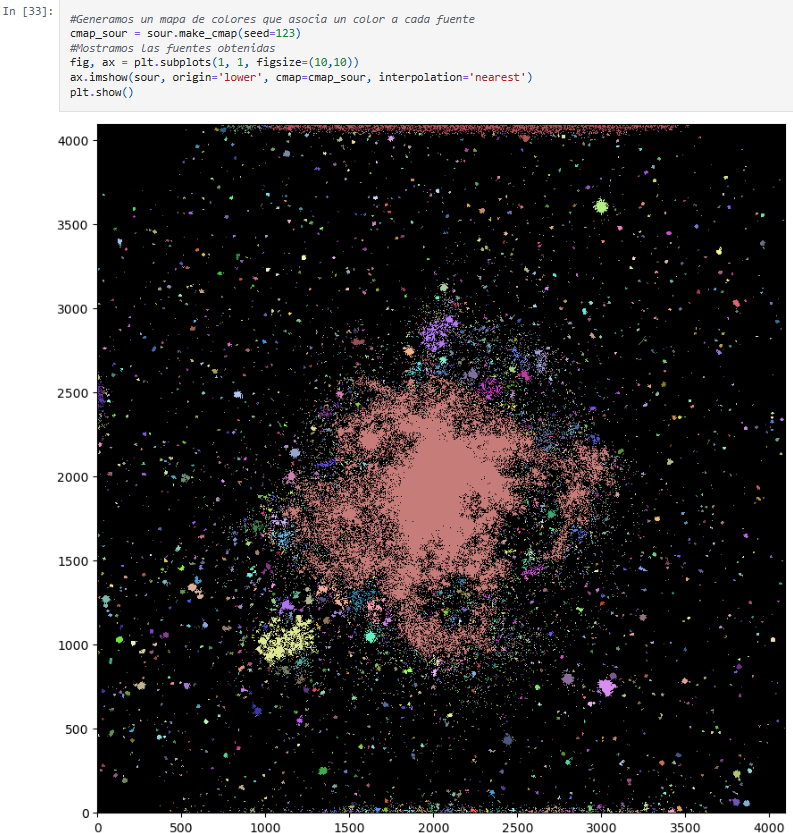 In [33]:
#Generamos un mapa de colores que asocia un color a cada fuente
cmap_sour = sour.make_cmap(seed=123)
#Mostramos las fuentes obtenidas
fig, ax = plt.subplots(1, 1, figsize=(10,10))
ax.imshow(sour, origin='lower', cmap=cmap_sour, interpolation='nearest')
plt.show()
4000
3500
3000
2500
2000
1500
1000
500
0
0 500 1000 1500 2000 2500 3000 3500 4000